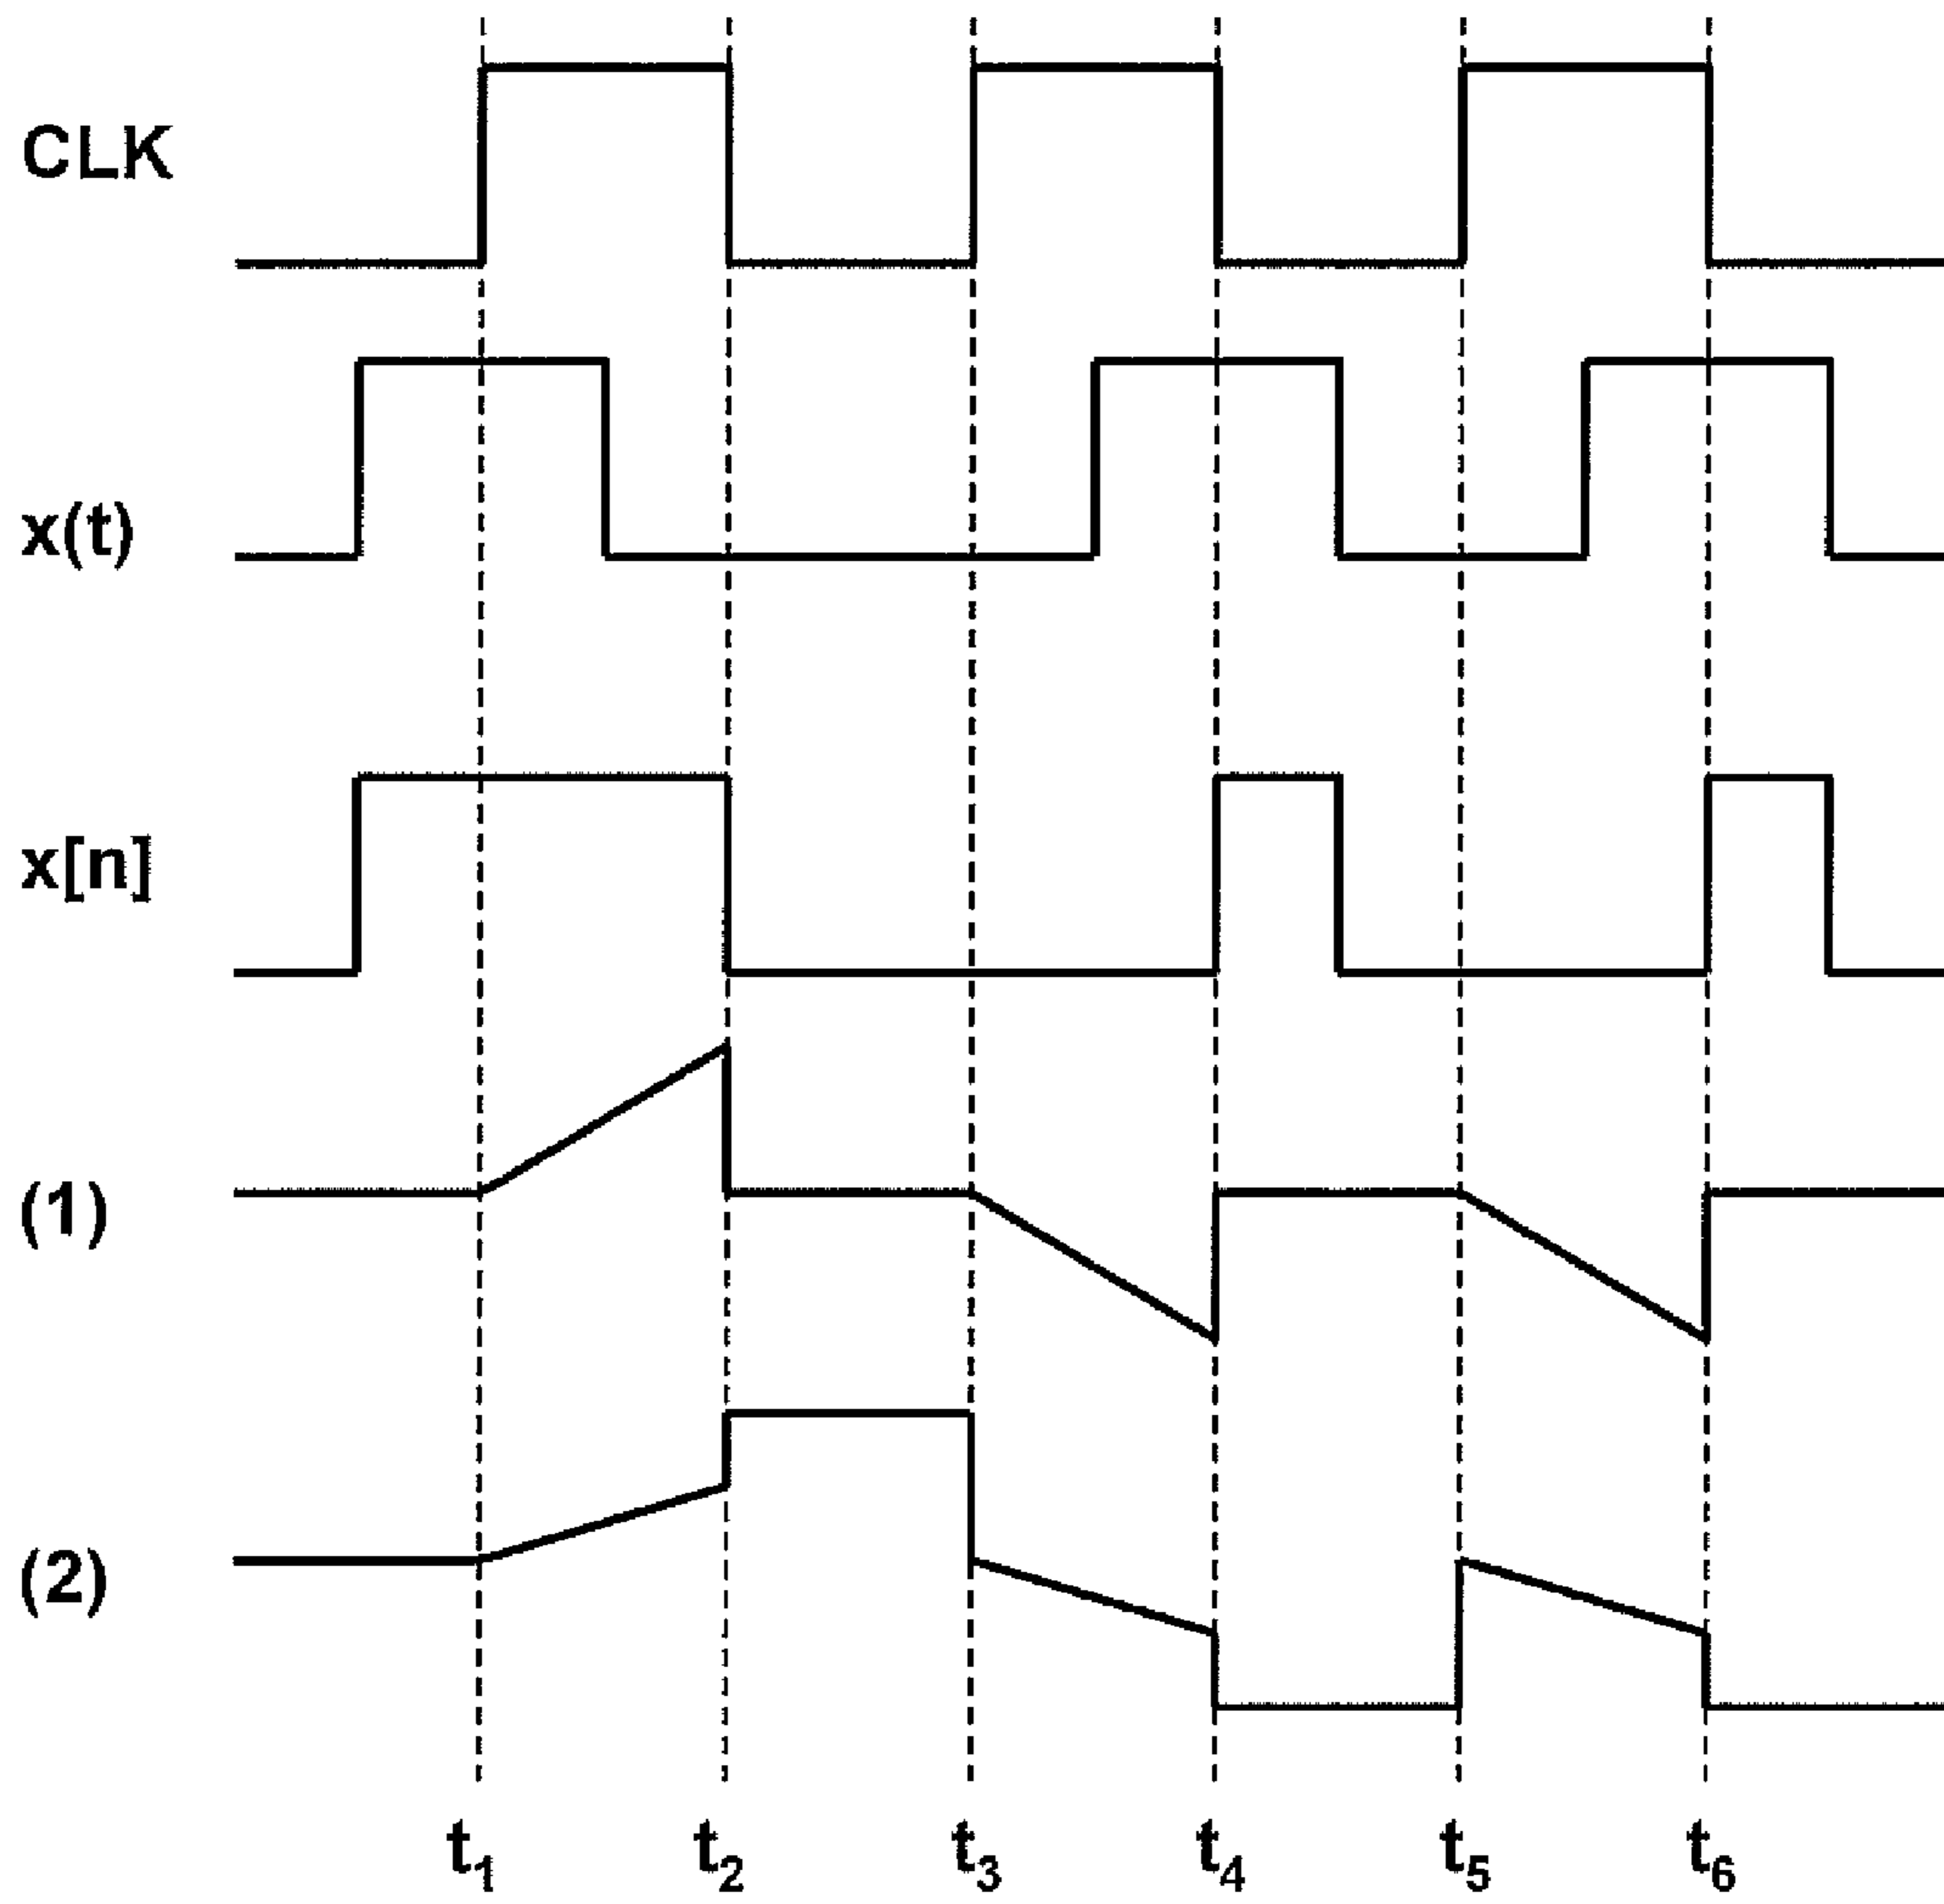 CLK
x(t)
x[n]
(1)
(2)
t₁ t₂ t₃ t₄ t₅ t₆